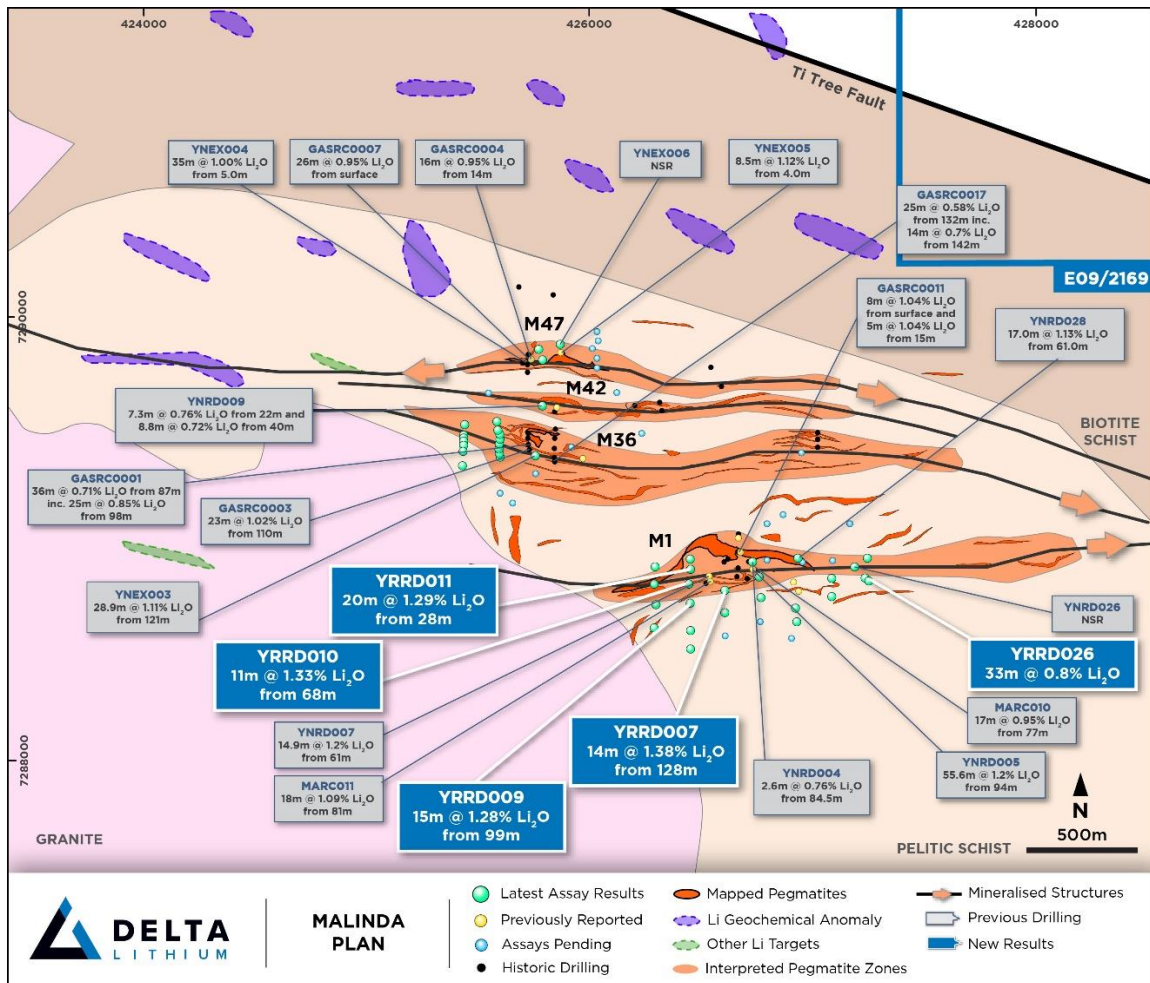 424000
426000
428000
Ti Tree Fault
YNEX004
35m @ 1.00% Li₂O
from 5.0m
GASRC0007
26m @ 0.95% Li₂O
from surface
GASRC0004
16m @ 0.95% Li₂O
from 14m
YNEX006
NSR
YNEX005
8.5m @ 1.12% Li₂O
from 4.0m
GASRC0017
25m @ 0.58% Li₂O
from 132m inc.
14m @ 0.7% Li₂O
from 142m
E09/2169
GASRC0011
8m @ 1.04% Li₂O
from surface and
5m @ 1.04% Li₂O
from 15m
YNRD028
17.0m @ 1.13% Li₂O
from 61.0m
7290000
M47
M42
M36
YNRD009
7.3m @ 0.76% Li₂O from 22m and
8.8m @ 0.72% Li₂O from 40m
BIOTITE
SCHIST
GASRC0001
36m @ 0.71% Li₂O from 87m
inc. 25m @ 0.85% Li₂O
from 98m
GASRC0003
23m @ 1.02% Li₂O
from 110m
M1
YNEX003
28.9m @ 1.11% Li₂O
from 121m
YRRD011
20m @ 1.29% Li₂O
from 28m
YNRD026
NSR
YRRD010
11m @ 1.33% Li₂O
from 68m
YRRD026
33m @ 0.8% Li₂O
YNRD007
14.9m @ 1.2% Li₂O
from 61m
YRRD007
14m @ 1.38% Li₂O
from 128m
MARC010
17m @ 0.95% Li₂O
from 77m
7288000
MARC011
18m @ 1.09% Li₂O
from 81m
YRRD009
15m @ 1.28% Li₂O
from 99m
YNRD004
2.6m @ 0.76% Li₂O
from 84.5m
YNRD005
55.6m @ 1.2% Li₂O
from 94m
N
500m
GRANITE
PELITIC SCHIST
DELTA
LITHIUM
MALINDA
PLAN
Latest Assay Results
Previously Reported
Assays Pending
Historic Drilling
Mapped Pegmatites
Li Geochemical Anomaly
Other Li Targets
Interpreted Pegmatite Zones
Mineralised Structures
Previous Drilling
New Results